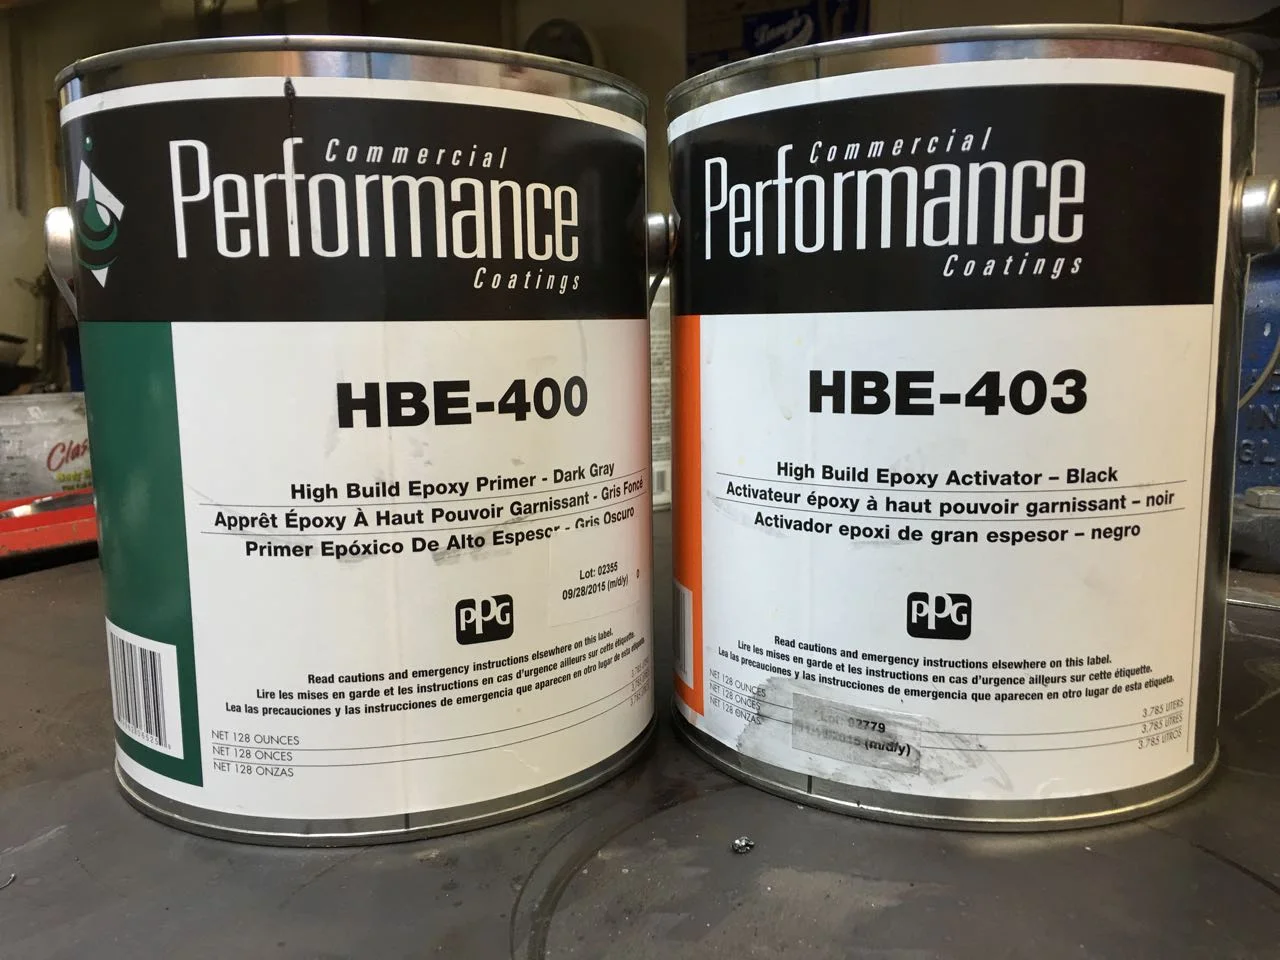 Commercial
Performance
Coatings
HBE-400
High Build Epoxy Primer - Dark Gray
Apprêt Époxy À Haut Pouvoir Garnissant - Gris Foncé
Primer Epóxico De Alto Espesor - Gris Oscuro
Lot: 02355
09/28/2015 (m/d/y)
PPG
Read cautions and emergency instructions elsewhere on this label.
Lire les mises en garde et les instructions en cas d'urgence ailleurs sur cette étiquette.
Lea las precauciones y las instrucciones de emergencia que aparecen en otro lugar de esta etiqueta.
NET 128 OUNCES
NET 128 ONCES
NET 128 ONZAS
Commercial
Performance
Coatings
HBE-403
High Build Epoxy Activator – Black
Activateur époxy à haut pouvoir garnissant – noir
Activador epoxi de gran espesor – negro
PPG
Read cautions and emergency instructions elsewhere on this label.
Lire les mises en garde et les instructions en cas d'urgence ailleurs sur cette étiquette.
Lea las precauciones y las instrucciones de emergencia que aparecen en otro lugar de esta etiqueta.
NET 128 OUNCES 3.785 LITERS
NET 128 ONCES 3,785 LITRES
NET 128 ONZAS 3,785 LITROS
Lot: 02779
2015 (m/d/y)